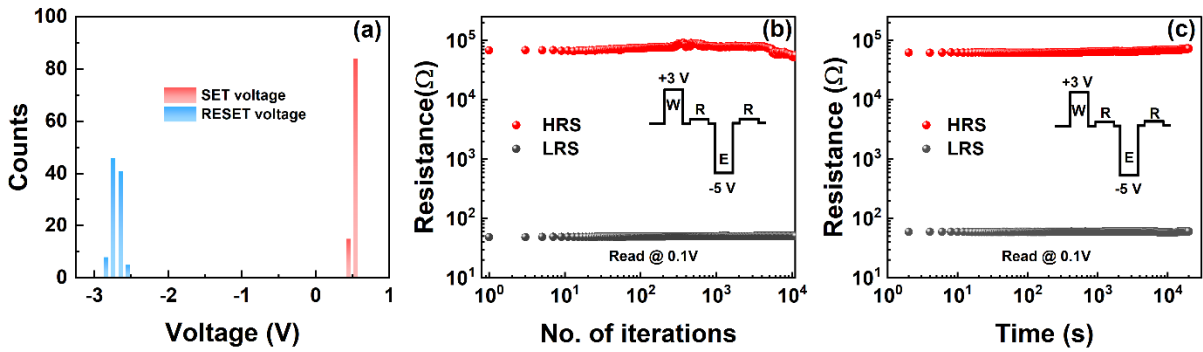 (a)
100
80
60
40
20
0
Counts
SET voltage
RESET voltage
-3 -2 -1 0 1
Voltage (V)
(b)
10⁵
10⁴
10³
10²
10¹
Resistance(Ω)
+3 V
W R R
E
-5 V
HRS
LRS
Read @ 0.1V
10⁰ 10¹ 10² 10³ 10⁴
No. of iterations
(c)
10⁵
10⁴
10³
10²
10¹
Resistance (Ω)
+3 V
W R R
E
-5 V
HRS
LRS
Read @ 0.1V
10⁰ 10¹ 10² 10³ 10⁴
Time (s)